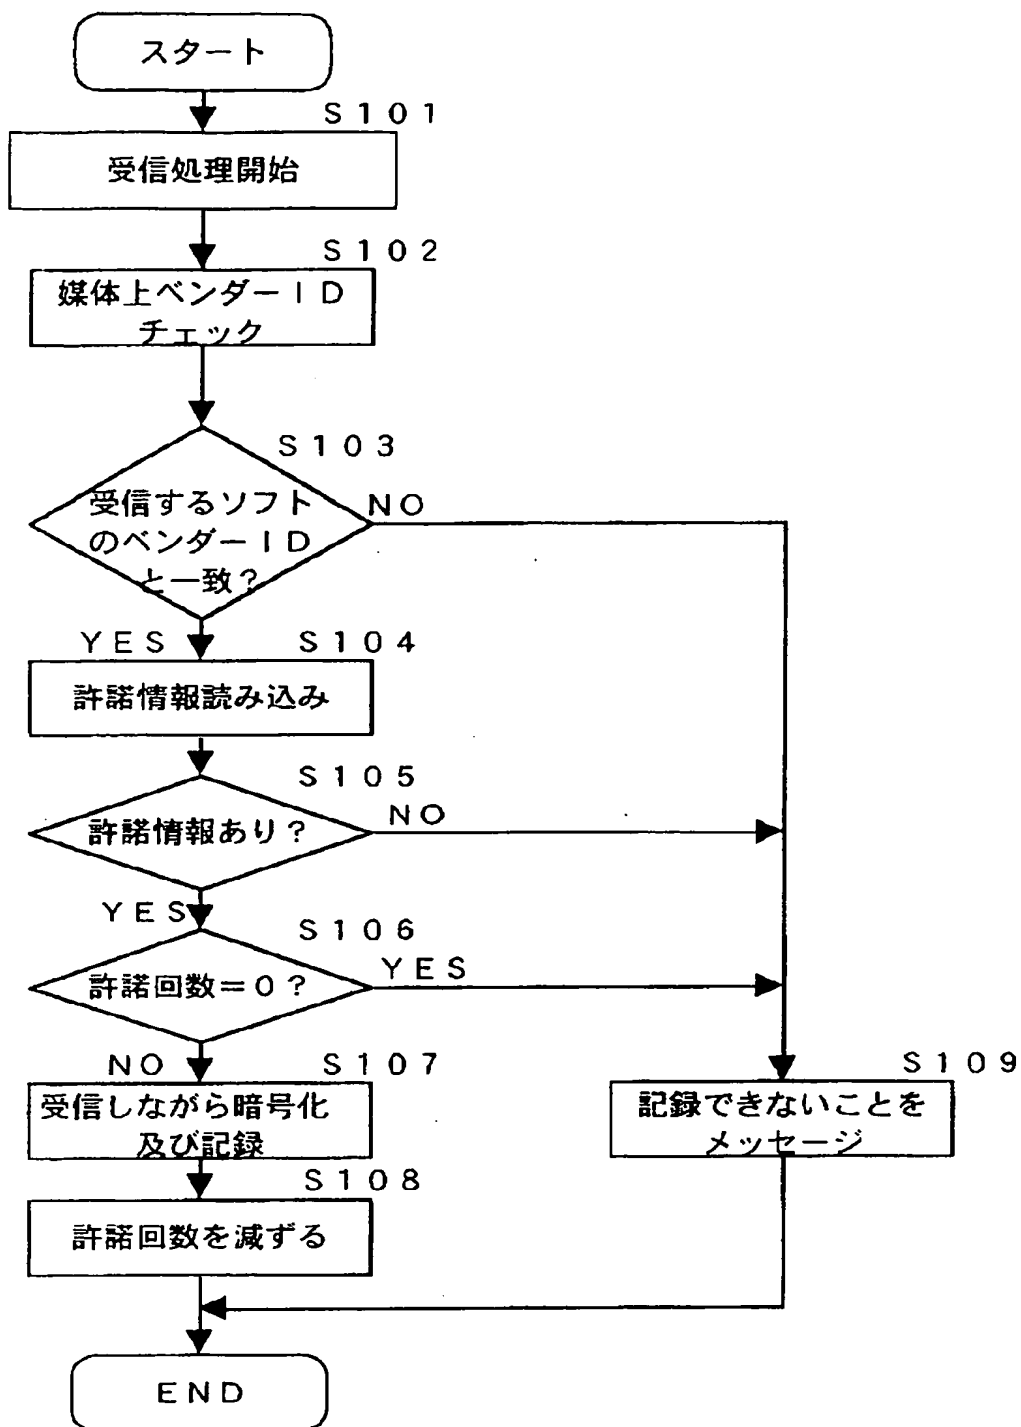 スタート
S101
受信処理開始
S102
媒体上ベンダーID
チェック
S103
受信するソフト
のベンダーID
と一致?
NO
YES
S104
許諾情報読み込み
S105
許諾情報あり?
NO
YES
S106
許諾回数=0?
YES
NO
S107
受信しながら暗号化
及び記録
S109
記録できないことを
メッセージ
S108
許諾回数を減ずる
END